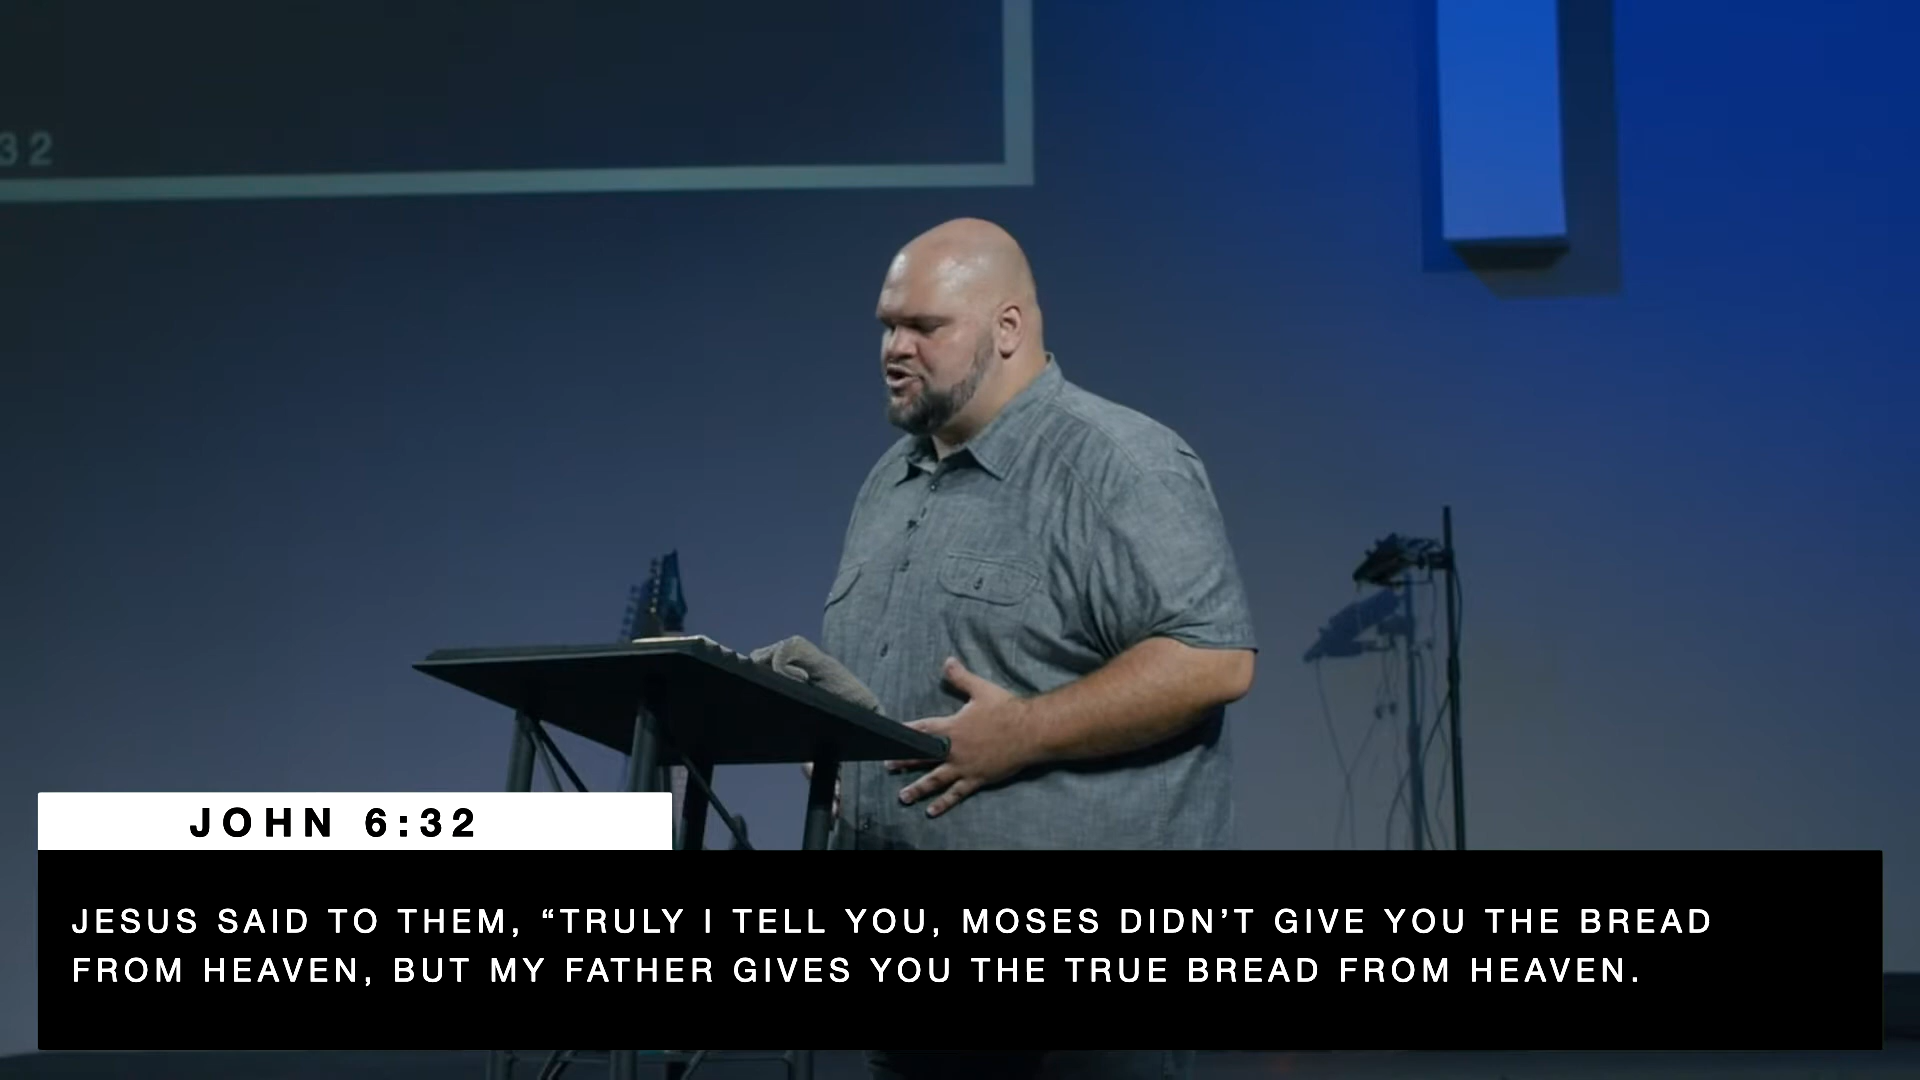 32
JOHN 6:32
JESUS SAID TO THEM, “TRULY I TELL YOU, MOSES DIDN’T GIVE YOU THE BREAD
FROM HEAVEN, BUT MY FATHER GIVES YOU THE TRUE BREAD FROM HEAVEN.